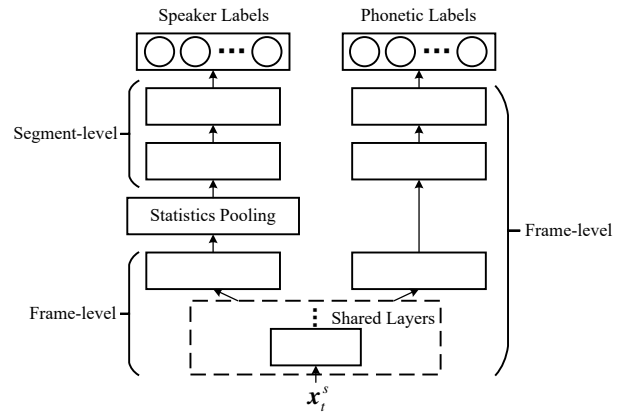 Speaker Labels
Phonetic Labels
Segment-level
Statistics Pooling
Frame-level
Frame-level
Shared Layers
x_t^s